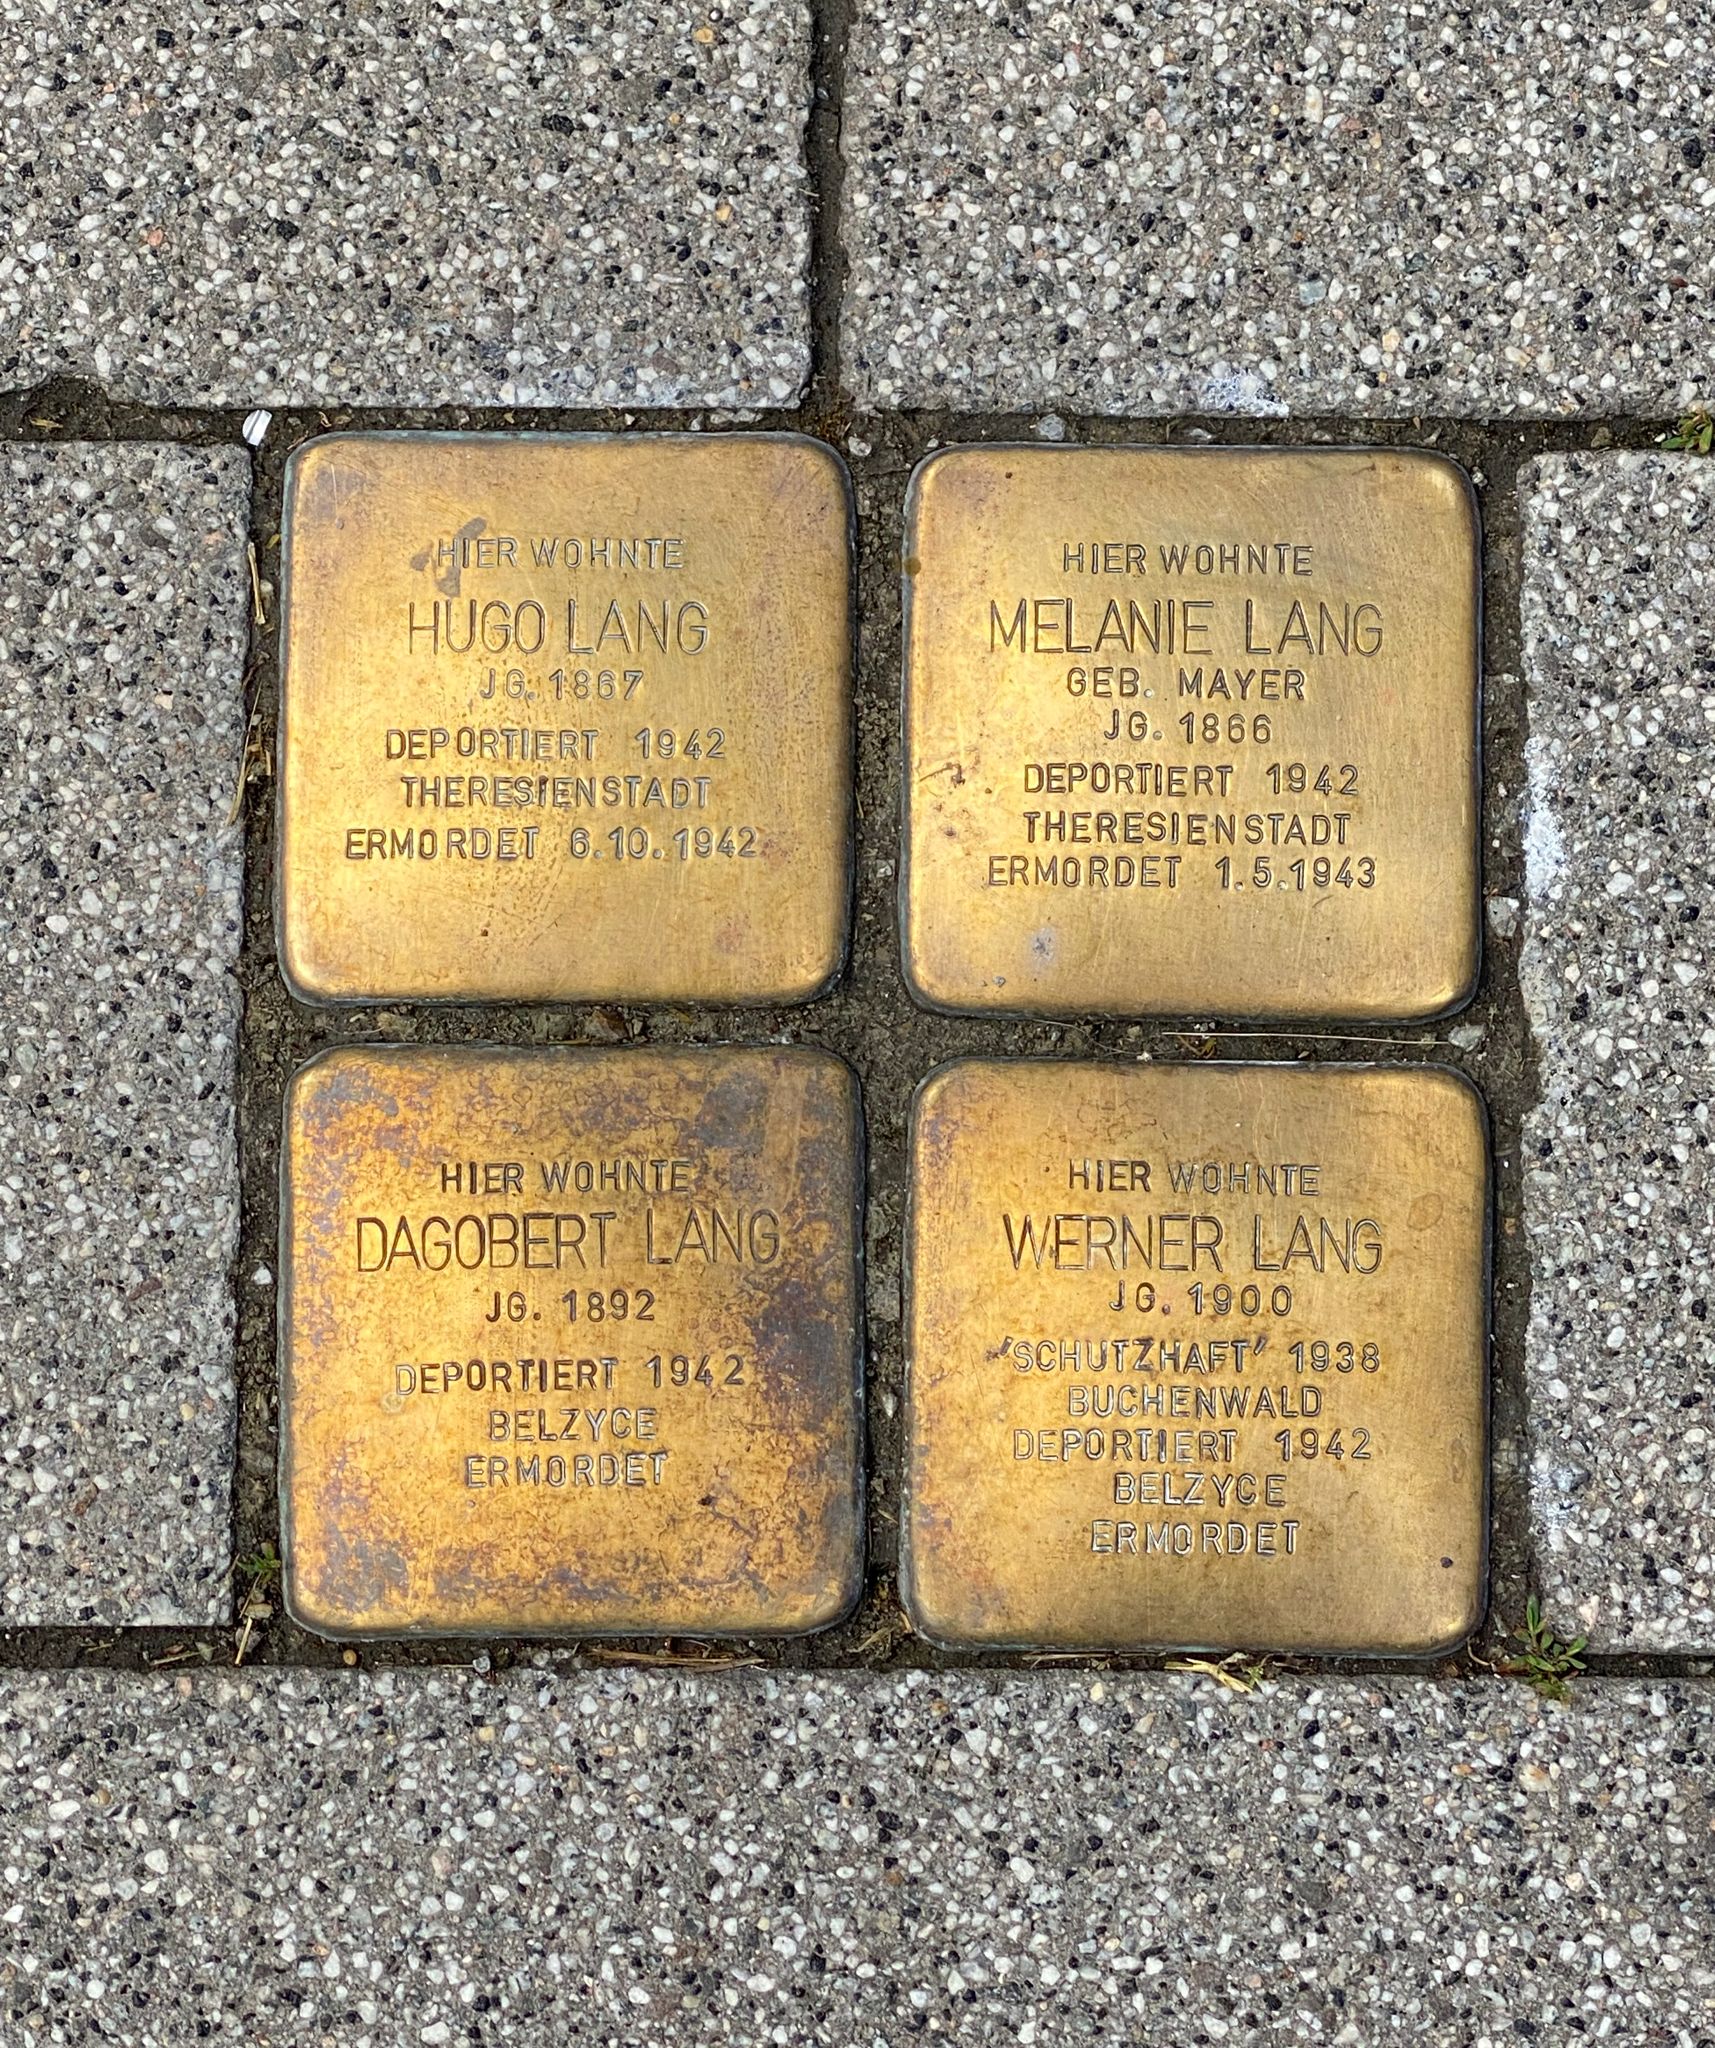 HIER WOHNTE
HUGO LANG
JG. 1867
DEPORTIERT 1942
THERESIENSTADT
ERMORDET 6.10.1942
HIER WOHNTE
MELANIE LANG
GEB. MAYER
JG. 1866
DEPORTIERT 1942
THERESIENSTADT
ERMORDET 1.5.1943
HIER WOHNTE
DAGOBERT LANG
JG. 1892
DEPORTIERT 1942
BELZYCE
ERMORDET
HIER WOHNTE
WERNER LANG
JG. 1900
'SCHUTZHAFT' 1938
BUCHENWALD
DEPORTIERT 1942
BELZYCE
ERMORDET